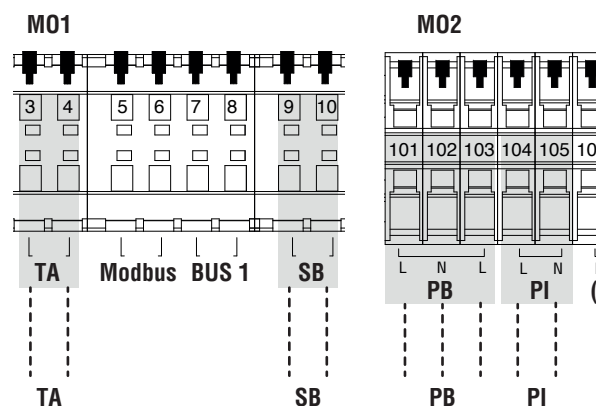 MO1 MO2
3 4 5 6 7 8 9 10
101 102 103 104 105
L N L L N
TA Modbus BUS 1 SB PB PI (
TA SB PB PI